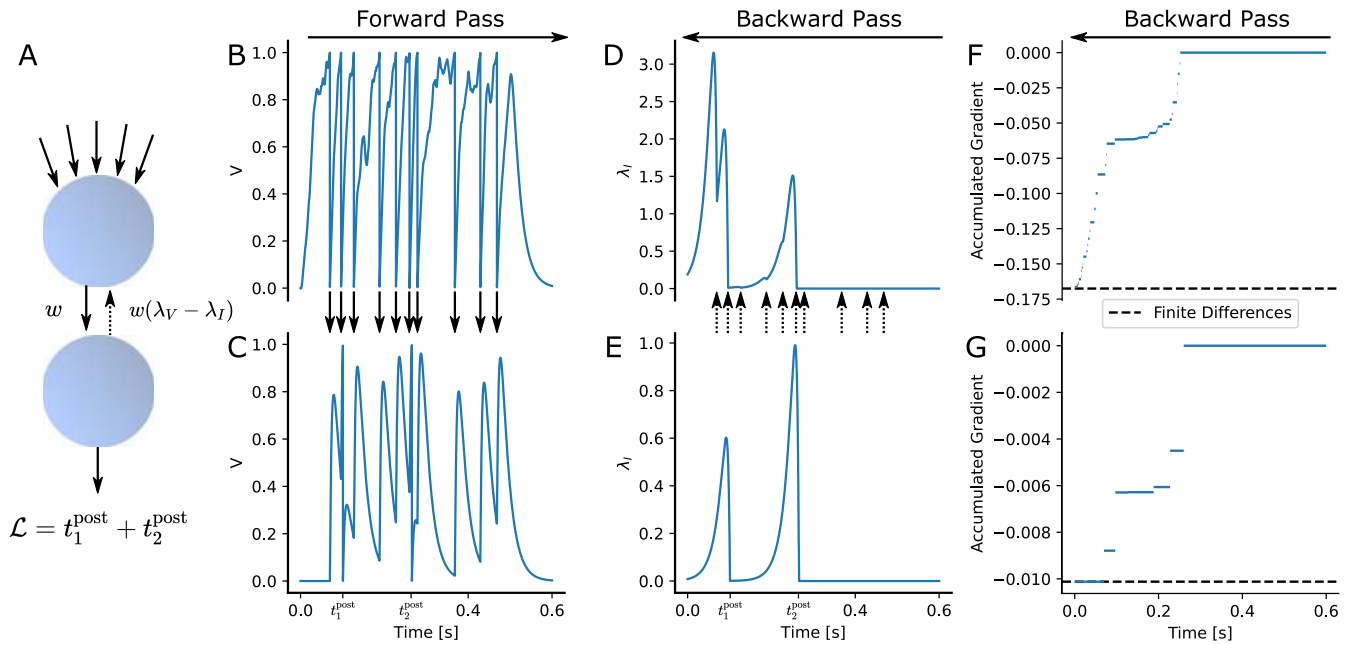 Forward Pass
Backward Pass
Backward Pass
A
B
V
1.0
0.8
0.6
0.4
0.2
0.0
D
λ_I
3.0
2.5
2.0
1.5
1.0
0.5
0.0
F
Accumulated Gradient
0.000
−0.025
−0.050
−0.075
−0.100
−0.125
−0.150
−0.175
Finite Differences
w
w(λ_V − λ_I)
ℒ = t_1^post + t_2^post
C
V
1.0
0.8
0.6
0.4
0.2
0.0
0.0
t_1^post
t_2^post
0.4
0.6
Time [s]
E
λ_I
1.0
0.8
0.6
0.4
0.2
0.0
0.0
t_1^post
t_2^post
0.4
0.6
Time [s]
G
Accumulated Gradient
0.000
−0.002
−0.004
−0.006
−0.008
−0.010
0.0
0.2
0.4
0.6
Time [s]